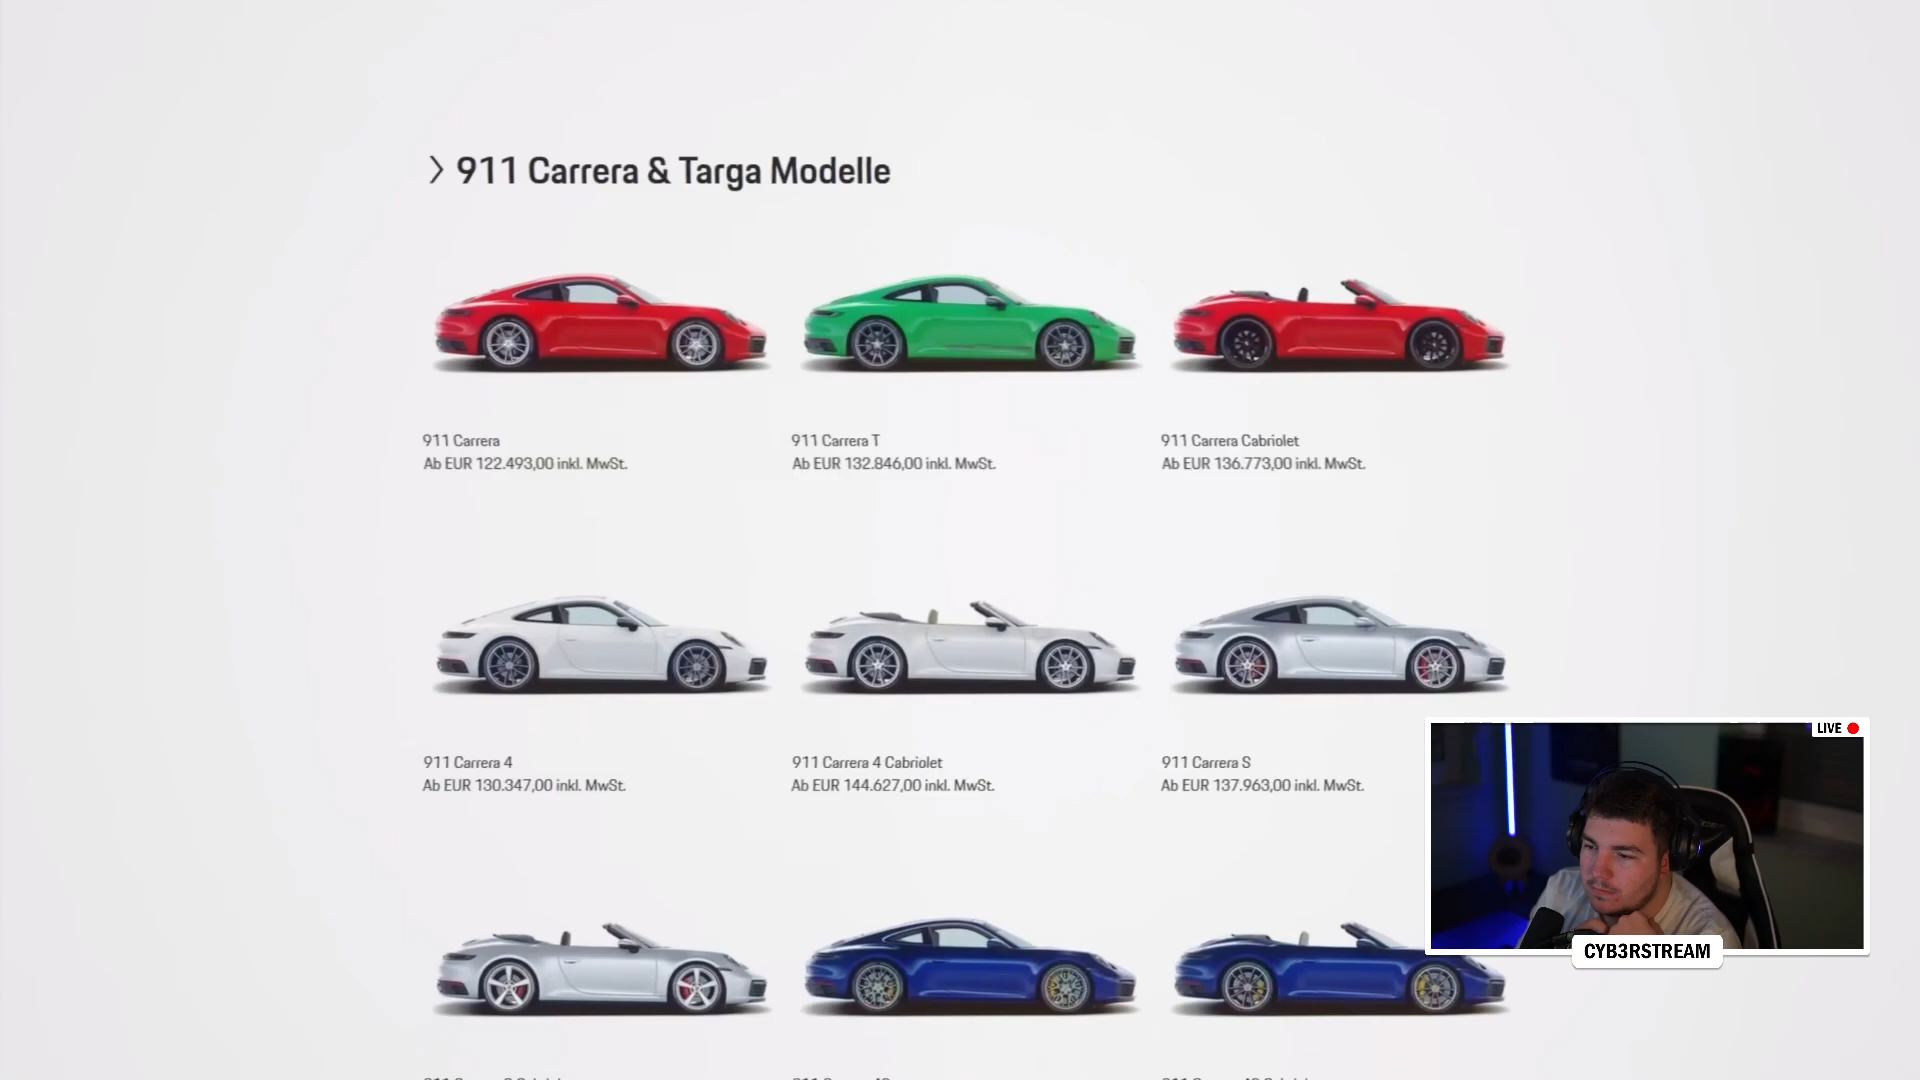 911 Carrera & Targa Modelle
911 Carrera
Ab EUR 122.493,00 inkl. MwSt.
911 Carrera T
Ab EUR 132.846,00 inkl. MwSt.
911 Carrera Cabriolet
Ab EUR 136.773,00 inkl. MwSt.
911 Carrera 4
Ab EUR 130.347,00 inkl. MwSt.
911 Carrera 4 Cabriolet
Ab EUR 144.627,00 inkl. MwSt.
911 Carrera S
Ab EUR 137.963,00 inkl. MwSt.
LIVE
CYB3RSTREAM